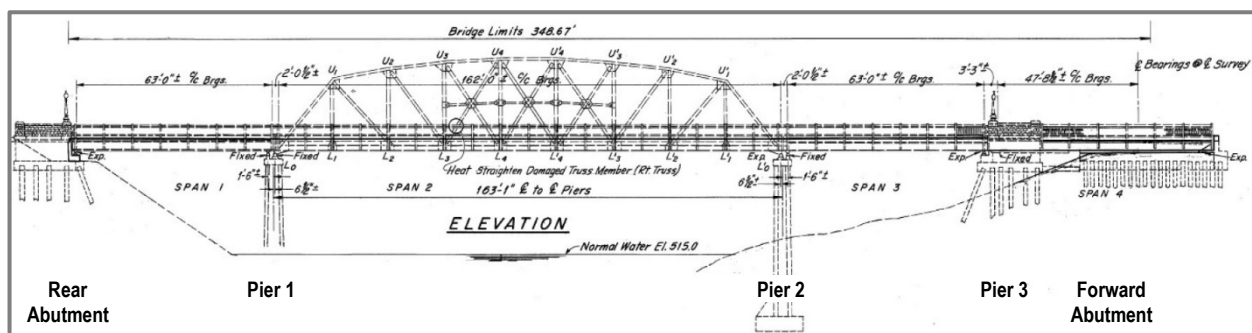 Bridge Limits 348.67'
63'-0"± ℄ Brgs.
2'-0½"±
162'-0"± ℄ Brgs.
2'-0½"±
63'-0"± ℄ Brgs.
3'-3"±
47'-8½"± ℄ Brgs.
℄ Bearings @ ℄ Survey
U1 U2 U3 U4 U'4 U'3 U'2 U'1
Exp. Fixed Fixed L0 L1 L2 L3 L4 L'4 L'3 L'2 L'1 Exp. L'0 Fixed Exp. Fixed Exp.
Heat Straighten Damaged Truss Member (Rt. Truss)
SPAN 1
1'-6"±
6½"±
SPAN 2
163'-1" ℄ to ℄ Piers
6½"±
1'-6"±
SPAN 3
SPAN 4
ELEVATION
Normal Water El. 515.0
Rear Abutment
Pier 1
Pier 2
Pier 3
Forward Abutment